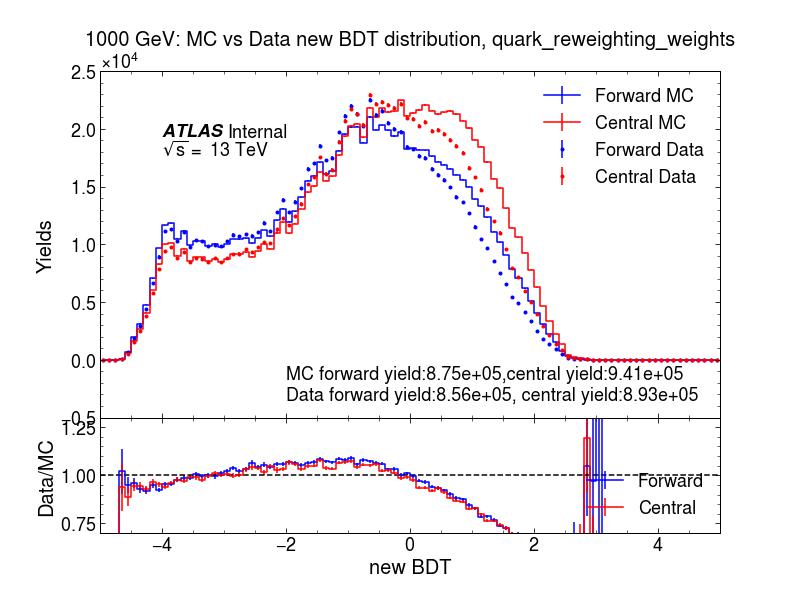 1000 GeV: MC vs Data new BDT distribution, quark_reweighting_weights
×10⁴
2.5
2.0
1.5
1.0
0.5
0.0
0.5
Yields
ATLAS Internal
√s = 13 TeV
Forward MC
Central MC
Forward Data
Central Data
MC forward yield:8.75e+05,central yield:9.41e+05
Data forward yield:8.56e+05, central yield:8.93e+05
1.25
1.00
0.75
Data/MC
Forward
Central
−4 −2 0 2 4
new BDT